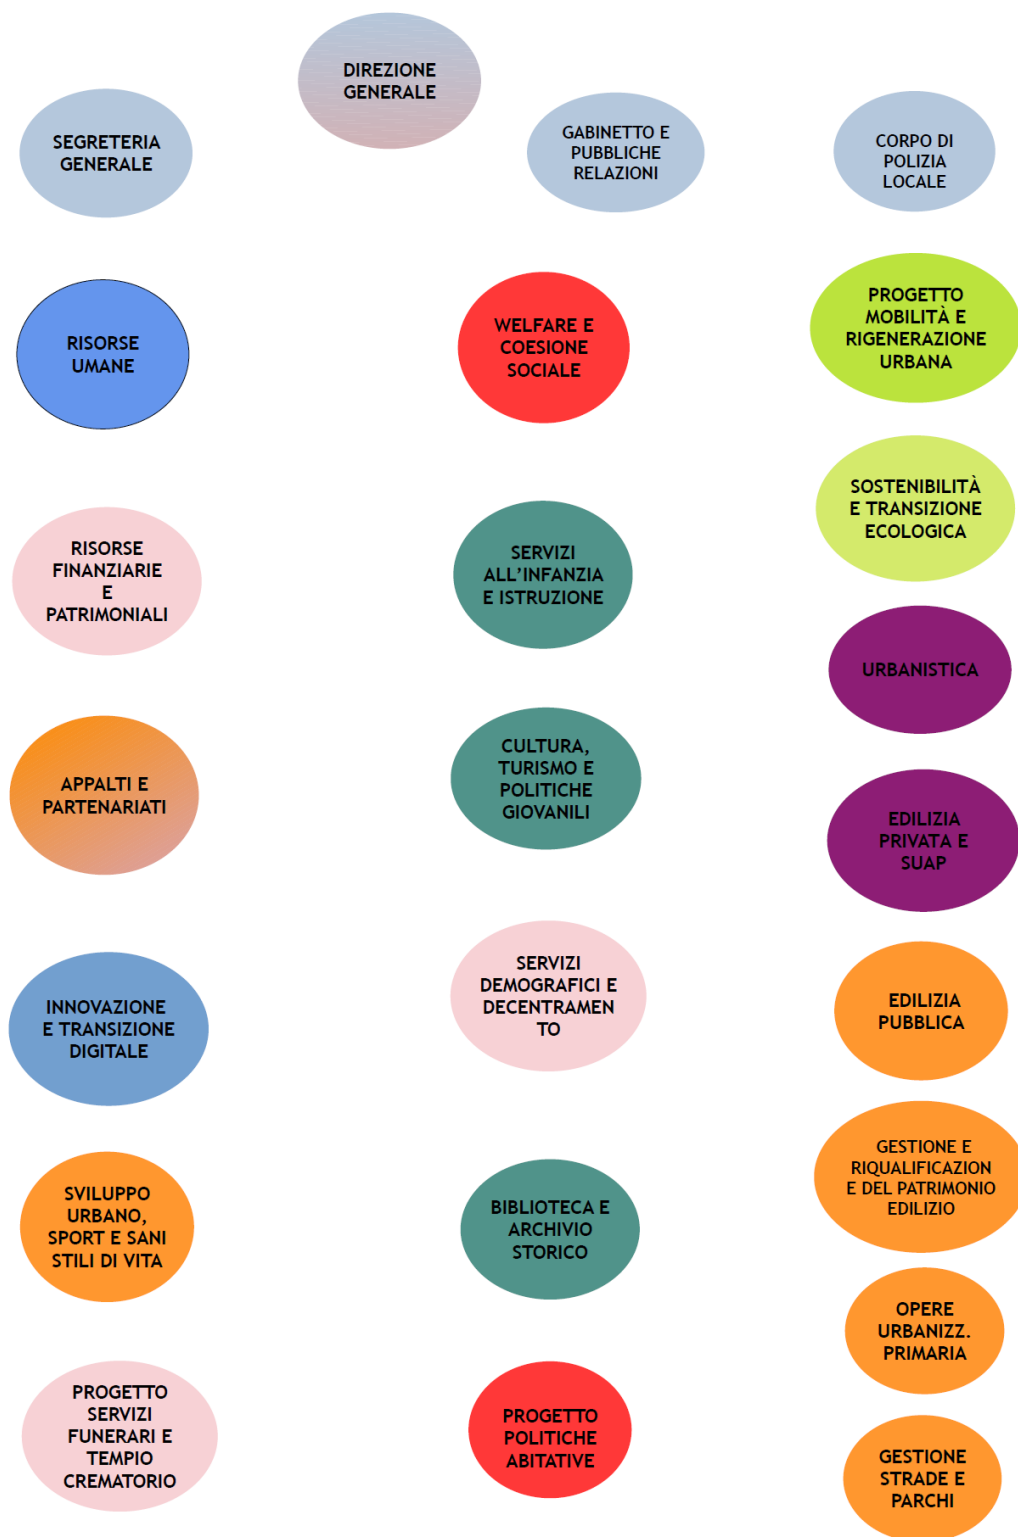 DIREZIONE
GENERALE
SEGRETERIA
GENERALE
GABINETTO E
PUBBLICHE
RELAZIONI
CORPO DI
POLIZIA
LOCALE
RISORSE
UMANE
WELFARE E
COESIONE
SOCIALE
PROGETTO
MOBILITÀ E
RIGENERAZIONE
URBANA
SOSTENIBILITÀ
E TRANSIZIONE
ECOLOGICA
RISORSE
FINANZIARIE
E
PATRIMONIALI
SERVIZI
ALL’INFANZIA
E ISTRUZIONE
URBANISTICA
APPALTI E
PARTENARIATI
CULTURA,
TURISMO E
POLITICHE
GIOVANILI
EDILIZIA
PRIVATA E
SUAP
INNOVAZIONE
E TRANSIZIONE
DIGITALE
SERVIZI
DEMOGRAFICI E
DECENTRAMEN
TO
EDILIZIA
PUBBLICA
GESTIONE E
RIQUALIFICAZION
E DEL PATRIMONIO
EDILIZIO
SVILUPPO
URBANO,
SPORT E SANI
STILI DI VITA
BIBLIOTECA E
ARCHIVIO
STORICO
OPERE
URBANIZZ.
PRIMARIA
PROGETTO
SERVIZI
FUNERARI E
TEMPIO
CREMATORIO
PROGETTO
POLITICHE
ABITATIVE
GESTIONE
STRADE E
PARCHI